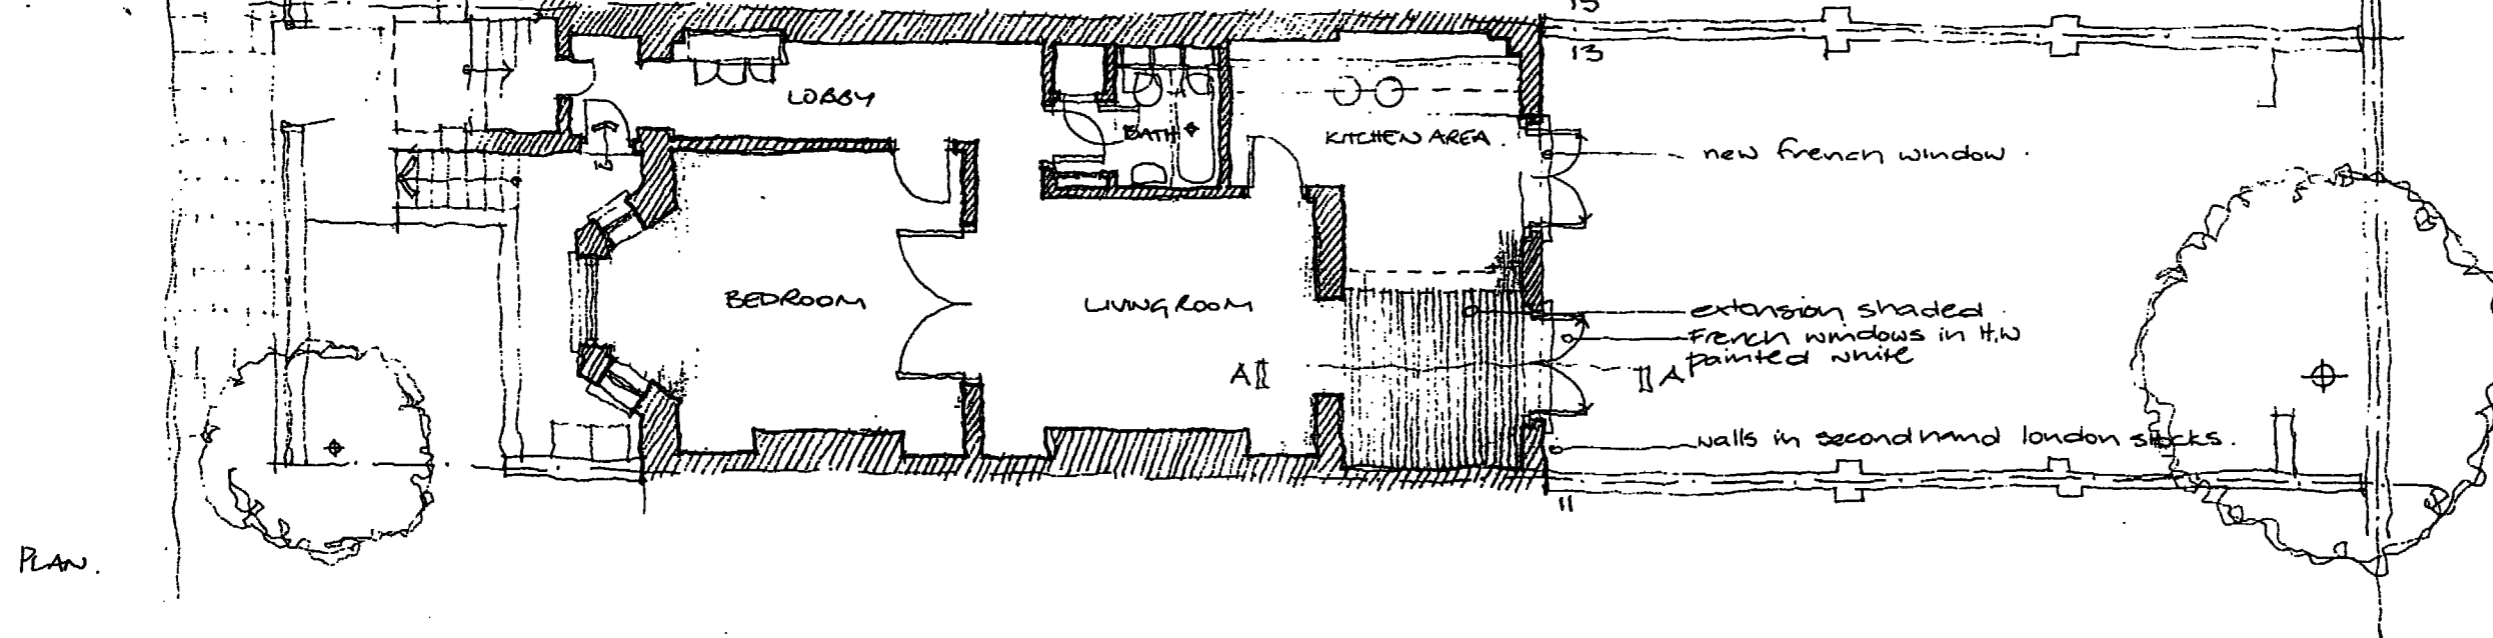 15
13
LOBBY
BATH
KITCHEN AREA.
new french window.
BEDROOM
LIVING ROOM
extension shaded
French windows in H.W
painted white
A
A
walls in secondhand london stocks.
11
PLAN.